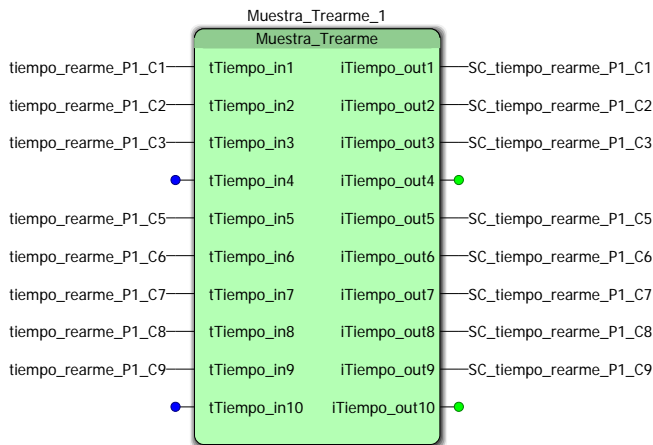 Muestra_Trearme_1
Muestra_Trearme
tiempo_rearme_P1_C1 tTiempo_in1 iTiempo_out1 SC_tiempo_rearme_P1_C1
tiempo_rearme_P1_C2 tTiempo_in2 iTiempo_out2 SC_tiempo_rearme_P1_C2
tiempo_rearme_P1_C3 tTiempo_in3 iTiempo_out3 SC_tiempo_rearme_P1_C3
tTiempo_in4 iTiempo_out4
tiempo_rearme_P1_C5 tTiempo_in5 iTiempo_out5 SC_tiempo_rearme_P1_C5
tiempo_rearme_P1_C6 tTiempo_in6 iTiempo_out6 SC_tiempo_rearme_P1_C6
tiempo_rearme_P1_C7 tTiempo_in7 iTiempo_out7 SC_tiempo_rearme_P1_C7
tiempo_rearme_P1_C8 tTiempo_in8 iTiempo_out8 SC_tiempo_rearme_P1_C8
tiempo_rearme_P1_C9 tTiempo_in9 iTiempo_out9 SC_tiempo_rearme_P1_C9
tTiempo_in10 iTiempo_out10